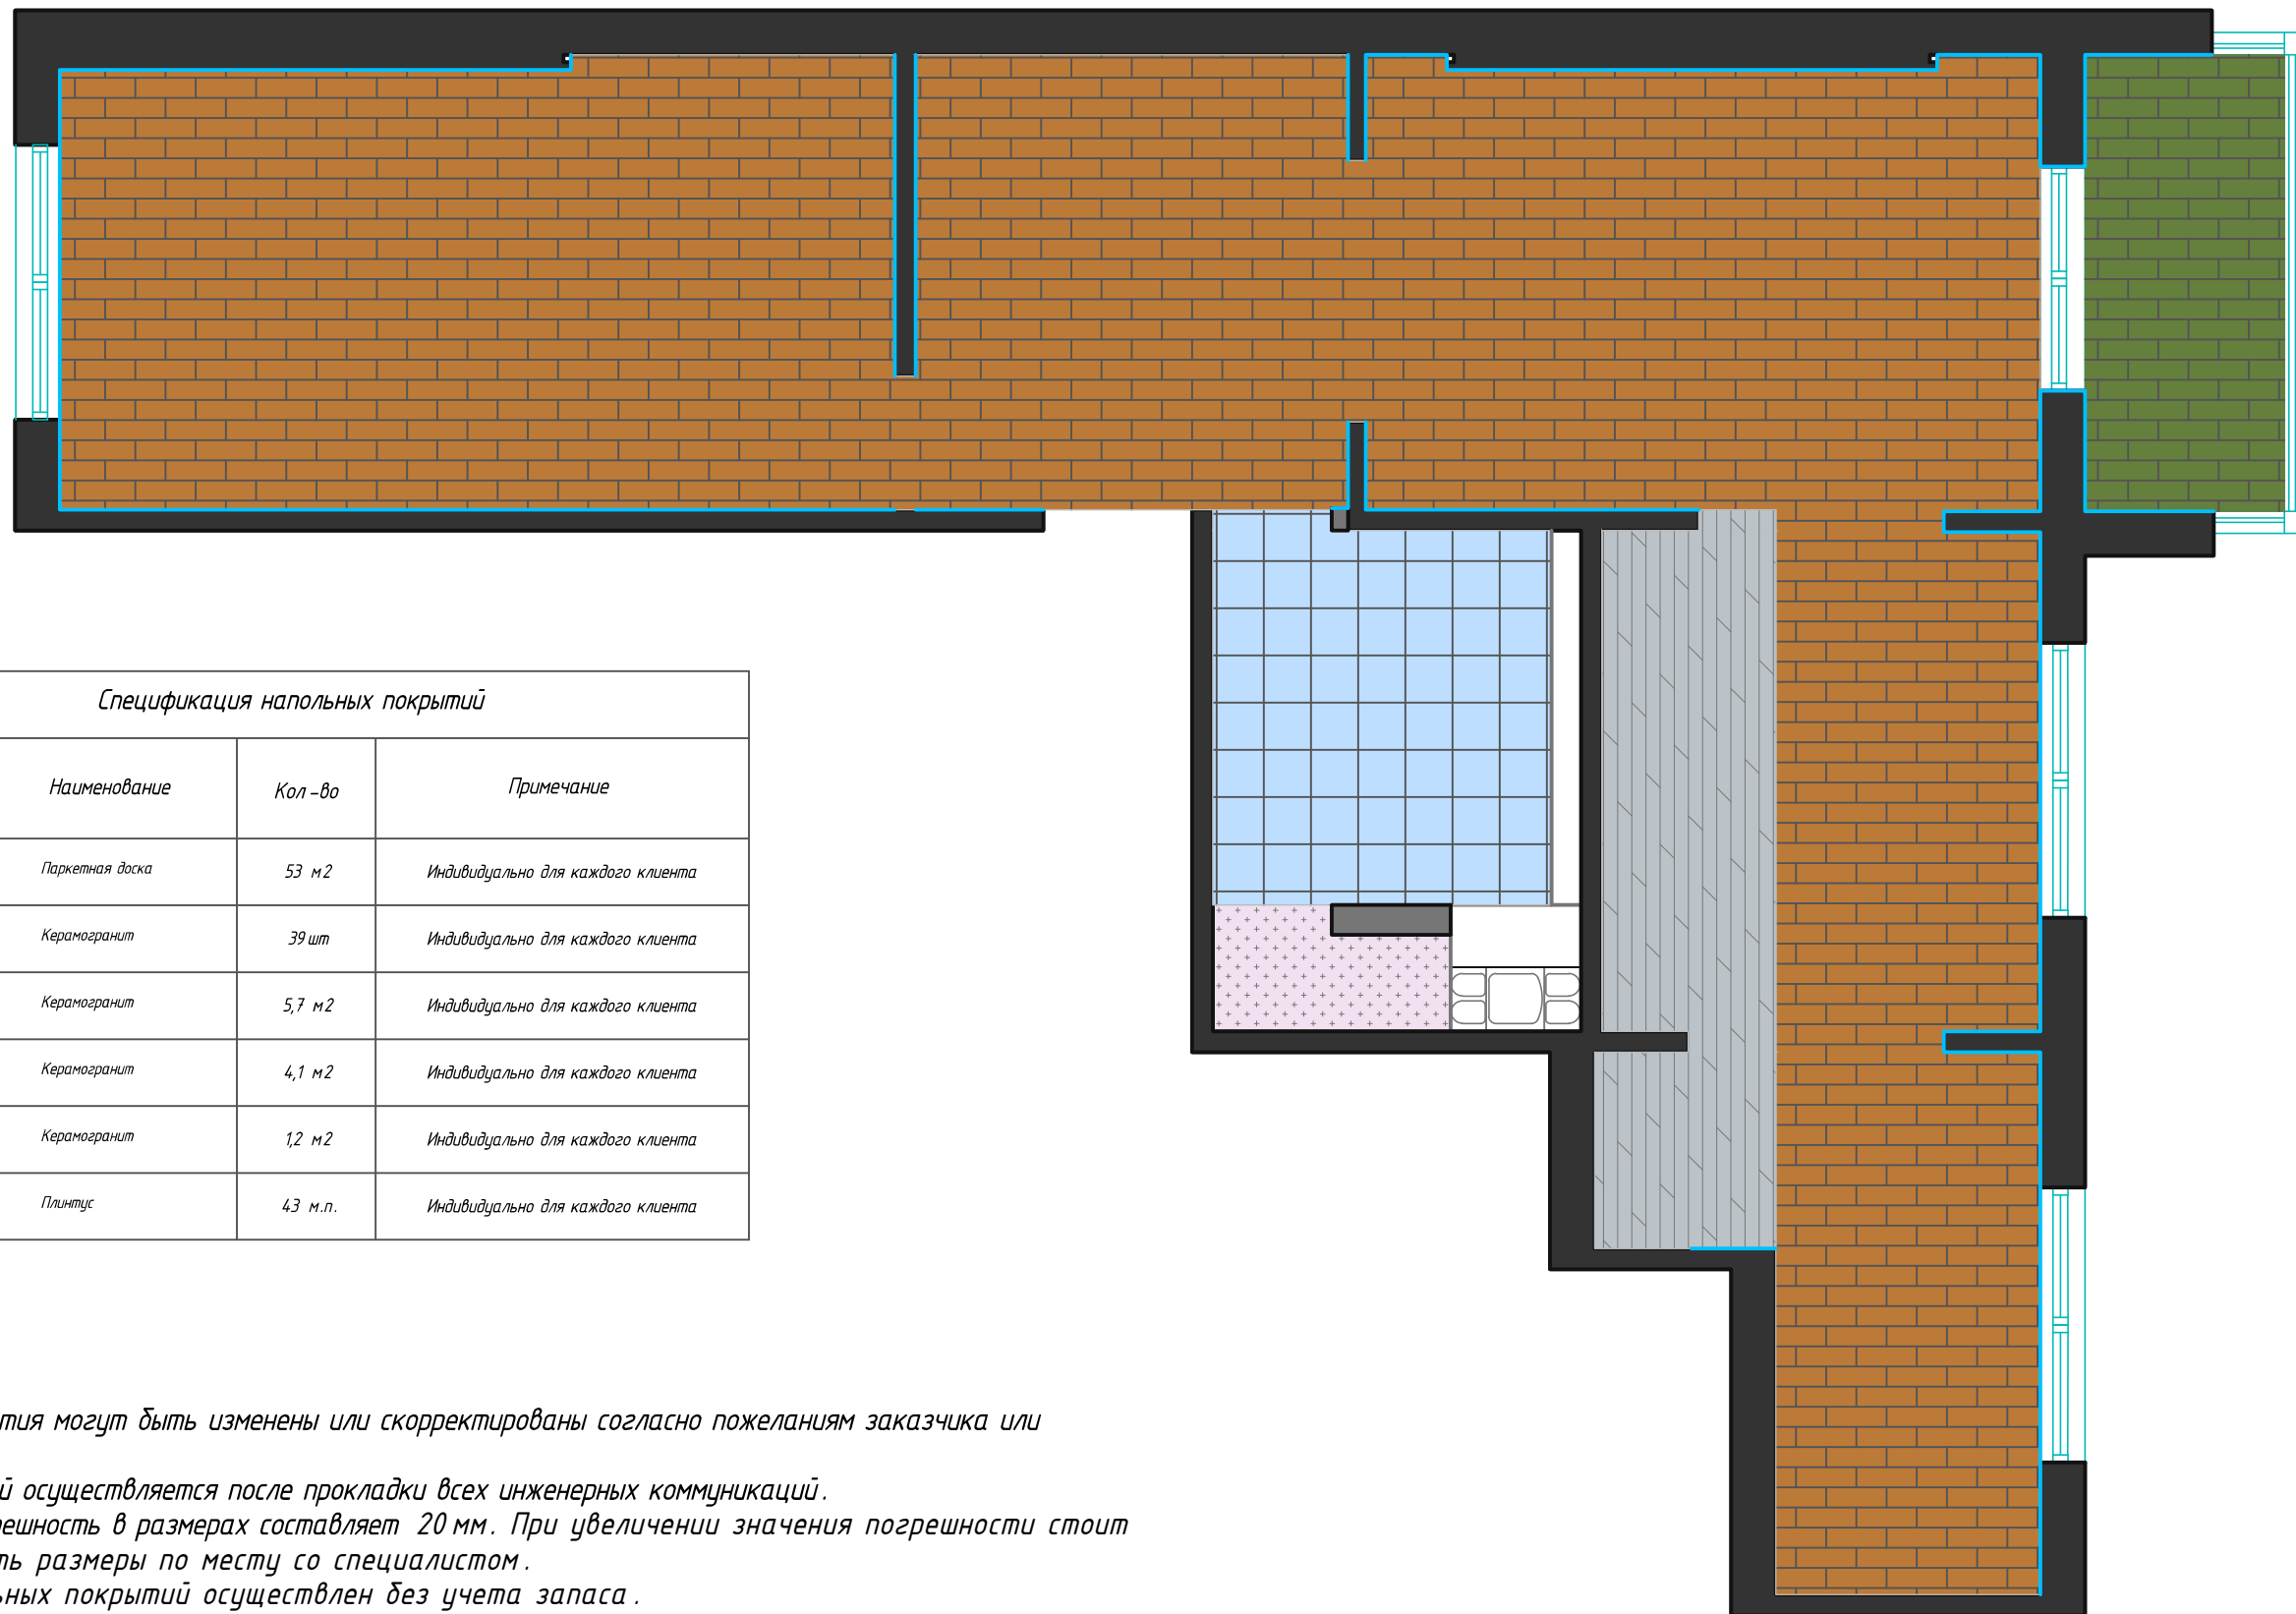 Спецификация напольных покрытий
Наименование Кол-во Примечание
Паркетная доска 53 м2 Индивидуально для каждого клиента
Керамогранит 39 шт Индивидуально для каждого клиента
Керамогранит 5,7 м2 Индивидуально для каждого клиента
Керамогранит 4,1 м2 Индивидуально для каждого клиента
Керамогранит 1,2 м2 Индивидуально для каждого клиента
Плинтус 43 м.п. Индивидуально для каждого клиента
могут быть изменены или скорректированы согласно пожеланиям заказчика или
осуществляется после прокладки всех инженерных коммуникаций.
в размерах составляет 20 мм. При увеличении значения погрешности стоит
размеры по месту со специалистом.
покрытий осуществлен без учета запаса.